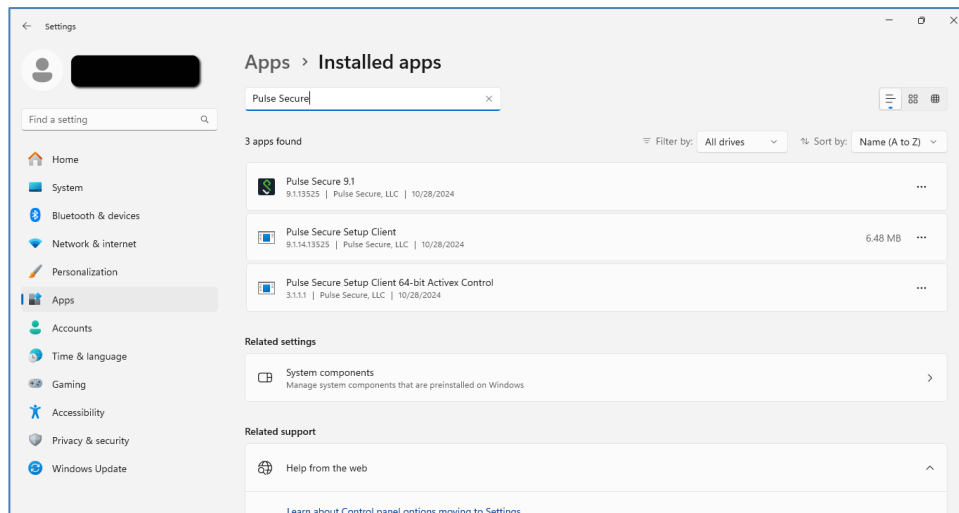 Settings
Apps > Installed apps
Pulse Secure
Find a setting
3 apps found
Filter by: All drives
Sort by: Name (A to Z)
Home
System
Bluetooth & devices
Network & internet
Personalization
Apps
Accounts
Time & language
Gaming
Accessibility
Privacy & security
Windows Update
Pulse Secure 9.1
9.1.13525 | Pulse Secure, LLC | 10/28/2024
Pulse Secure Setup Client
9.1.14.13525 | Pulse Secure, LLC | 10/28/2024
6.48 MB
Pulse Secure Setup Client 64-bit Activex Control
3.1.1.1 | Pulse Secure, LLC | 10/28/2024
Related settings
System components
Manage system components that are preinstalled on Windows
Related support
Help from the web
Learn about Control panel options moving to Settings